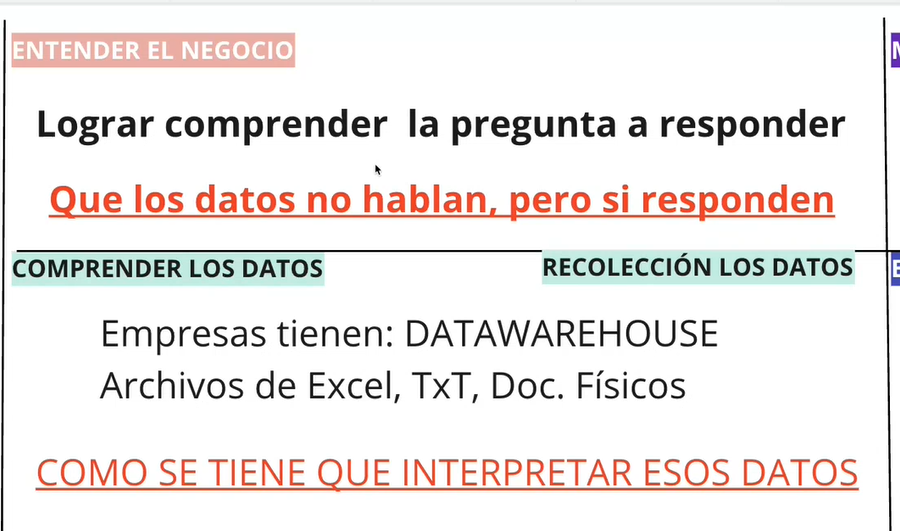 ENTENDER EL NEGOCIO
Lograr comprender la pregunta a responder
Que los datos no hablan, pero si responden
COMPRENDER LOS DATOS
RECOLECCIÓN LOS DATOS
Empresas tienen: DATAWAREHOUSE
Archivos de Excel, TxT, Doc. Físicos
COMO SE TIENE QUE INTERPRETAR ESOS DATOS